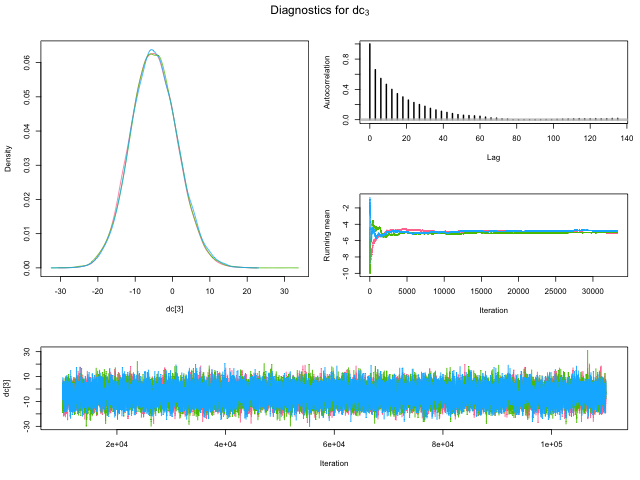 Diagnostics for dc3
Density
0.00
0.01
0.02
0.03
0.04
0.05
0.06
-30
-20
-10
0
10
20
30
dc[3]
Autocorrelation
0.0
0.4
0.8
0
20
40
60
80
100
120
140
Lag
Running mean
-10
-8
-6
-4
-2
0
5000
10000
15000
20000
25000
30000
Iteration
dc[3]
-30
-10
10
30
2e+04
4e+04
6e+04
8e+04
1e+05
Iteration